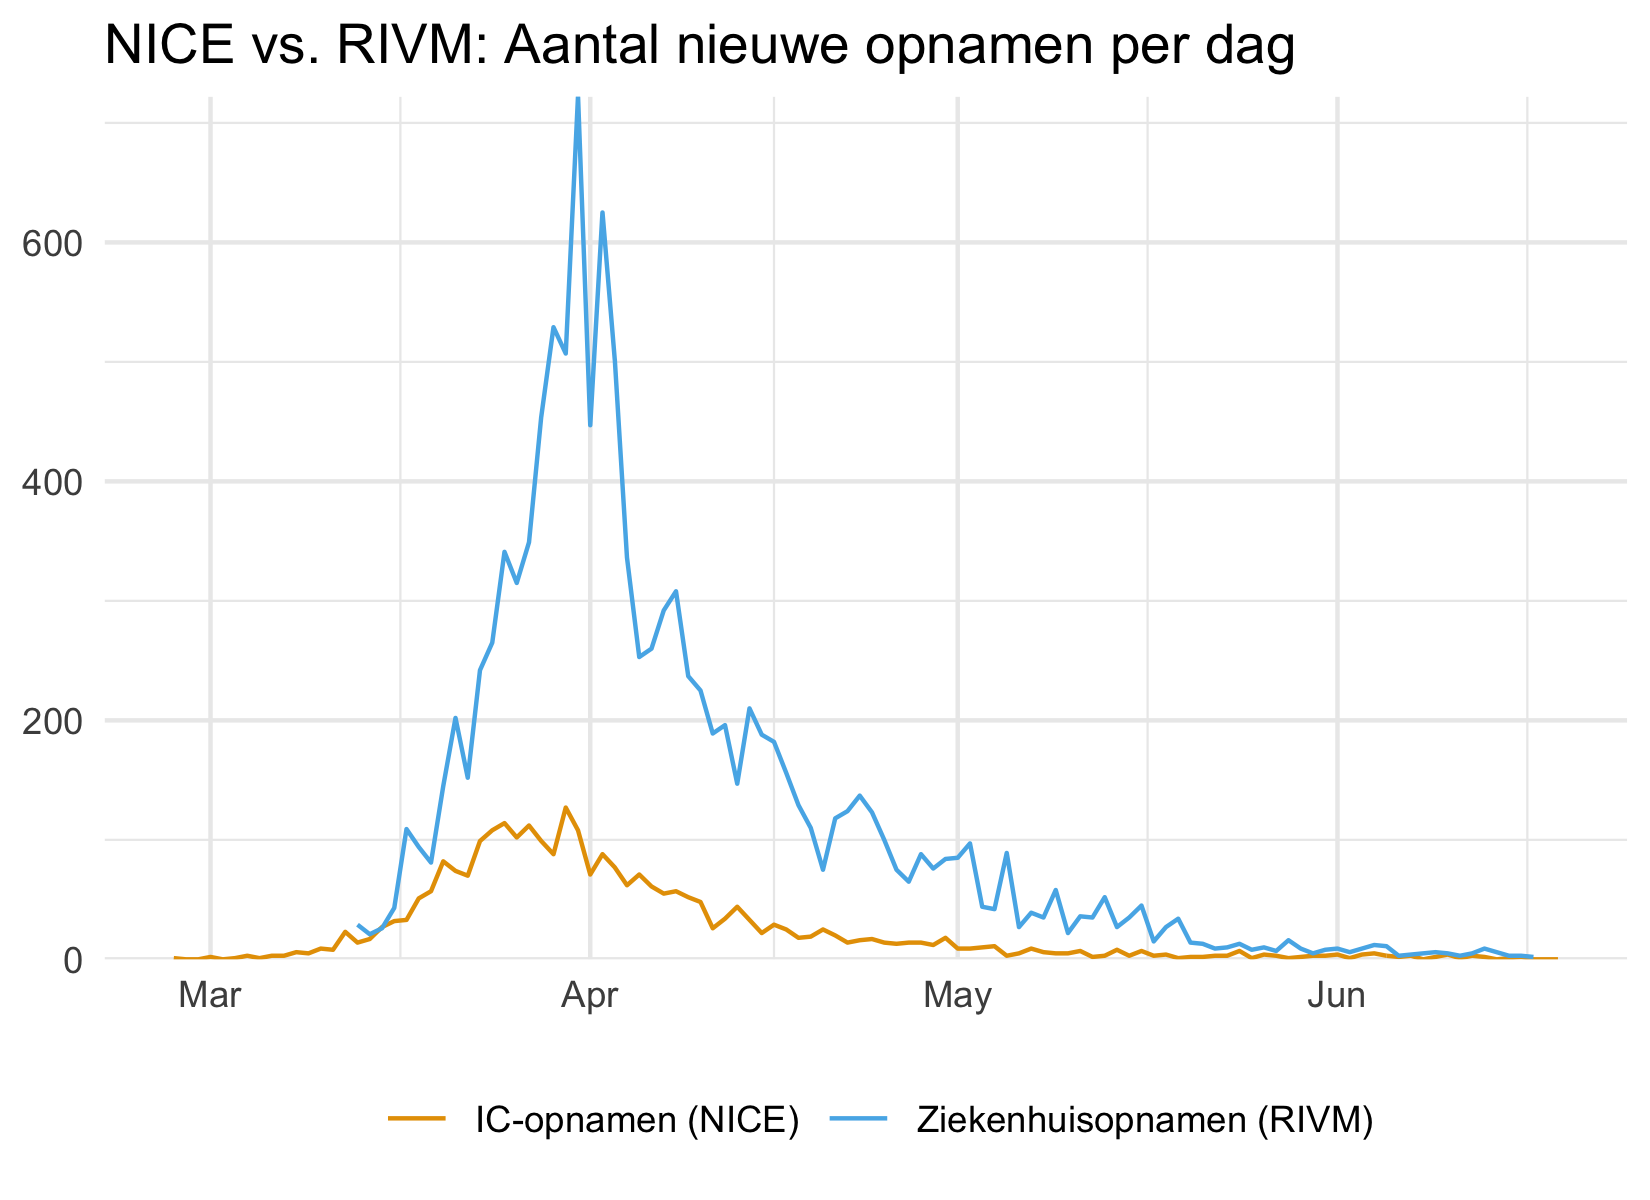 NICE vs. RIVM: Aantal nieuwe opnamen per dag
600
400
200
0
Mar Apr May Jun
IC-opnamen (NICE) Ziekenhuisopnamen (RIVM)